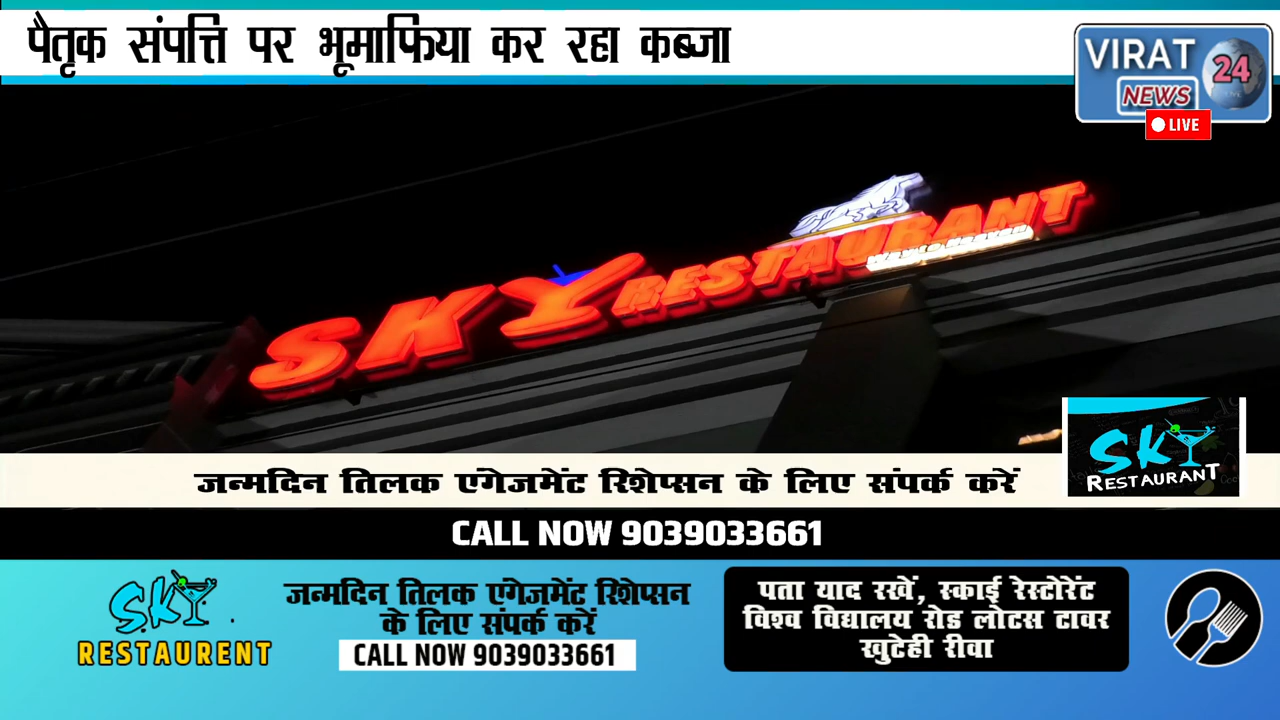 पैतृक संपत्ति पर भूमाफिया कर रहा कब्जा
VIRAT
24
NEWS
LIVE
SKY RESTAURANT
जन्मदिन तिलक एंगेजमेंट रिशेप्सन के लिए संपर्क करें
SKY
RESTAURANT
CALL NOW 9039033661
SKY
RESTAURENT
जन्मदिन तिलक एंगेजमेंट रिशेप्सन
के लिए संपर्क करें
CALL NOW 9039033661
पता याद रखें, स्काई रेस्टोरेंट
विश्व विद्यालय रोड लोटस टावर
खुटेही रीवा